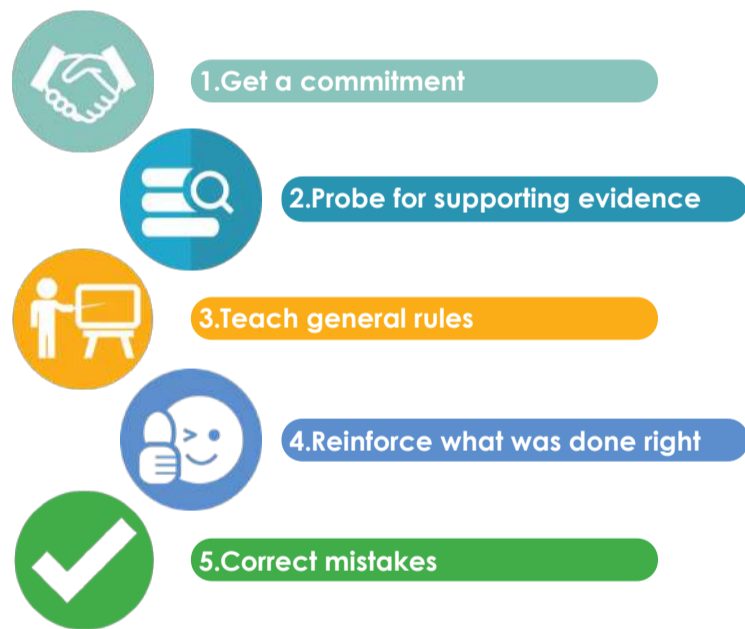 1.Get a commitment
2.Probe for supporting evidence
3.Teach general rules
4.Reinforce what was done right
5.Correct mistakes